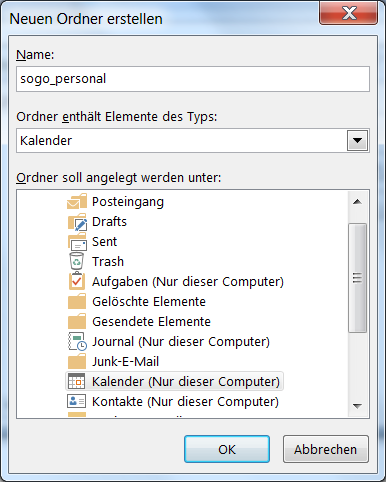 Neuen Ordner erstellen
Name:
sogo_personal
Ordner enthält Elemente des Typs:
Kalender
Ordner soll angelegt werden unter:
Posteingang
Drafts
Sent
Trash
Aufgaben (Nur dieser Computer)
Gelöschte Elemente
Gesendete Elemente
Journal (Nur dieser Computer)
Junk-E-Mail
Kalender (Nur dieser Computer)
Kontakte (Nur dieser Computer)
OK
Abbrechen